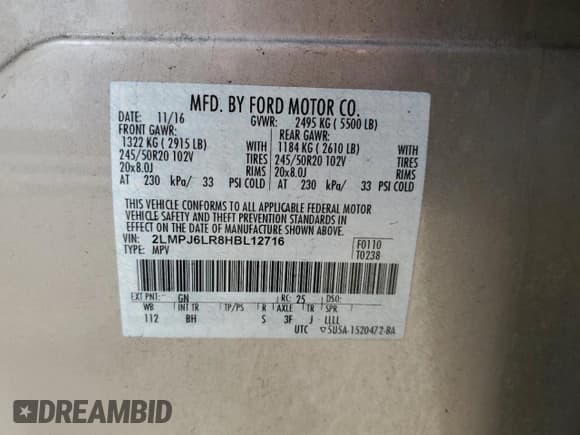 MFD. BY FORD MOTOR CO.
DATE: 11/16 GVWR: 2495 KG ( 5500 LB)
FRONT GAWR: REAR GAWR:
1322 KG ( 2915 LB) WITH 1184 KG ( 2610 LB) WITH
245/50R20 102V TIRES 245/50R20 102V TIRES
20x8.0J RIMS 20x8.0J RIMS
AT 230 kPa/ 33 PSI COLD AT 230 kPa/ 33 PSI COLD
THIS VEHICLE CONFORMS TO ALL APPLICABLE FEDERAL MOTOR
VEHICLE SAFETY AND THEFT PREVENTION STANDARDS IN
EFFECT ON THE DATE OF MANUFACTURE SHOWN ABOVE.
VIN: 2LMPJ6LR8HBL12716 F0110
TYPE: MPV T0238
EXT PNT: GN RC: 25 DSO:
WB INT TR TP/PS R AXLE TR SPR
112 BH S 3F J LLLL
UTC ▽5U5A-1520472-BA
DREAMBID